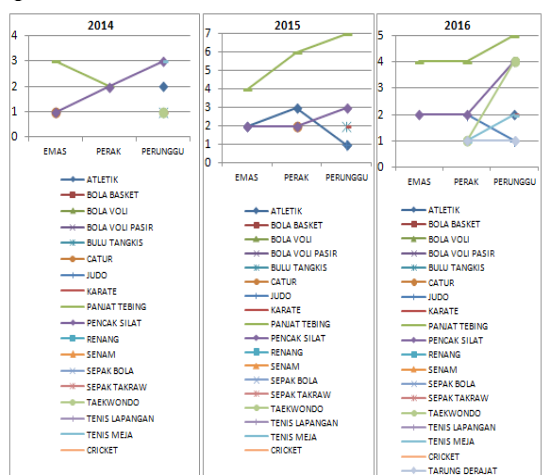 2014
4
3
2
1
0
EMAS PERAK PERUNGGU
ATLETIK
BOLA BASKET
BOLA VOLI
BOLA VOLI PASIR
BULU TANGKIS
CATUR
JUDO
KARATE
PANJAT TEBING
PENCAK SILAT
RENANG
SENAM
SEPAK BOLA
SEPAK TAKRAW
TAEKWONDO
TENIS LAPANGAN
TENIS MEJA
CRICKET
2015
7
6
5
4
3
2
1
0
EMAS PERAK PERUNGGU
ATLETIK
BOLA BASKET
BOLA VOLI
BOLA VOLI PASIR
BULU TANGKIS
CATUR
JUDO
KARATE
PANJAT TEBING
PENCAK SILAT
RENANG
SENAM
SEPAK BOLA
SEPAK TAKRAW
TAEKWONDO
TENIS LAPANGAN
TENIS MEJA
CRICKET
2016
5
4
3
2
1
0
EMAS PERAK PERUNGGU
ATLETIK
BOLA BASKET
BOLA VOLI
BOLA VOLI PASIR
BULU TANGKIS
CATUR
JUDO
KARATE
PANJAT TEBING
PENCAK SILAT
RENANG
SENAM
SEPAK BOLA
SEPAK TAKRAW
TAEKWONDO
TENIS LAPANGAN
TENIS MEJA
CRICKET
TARUNG DERAJAT